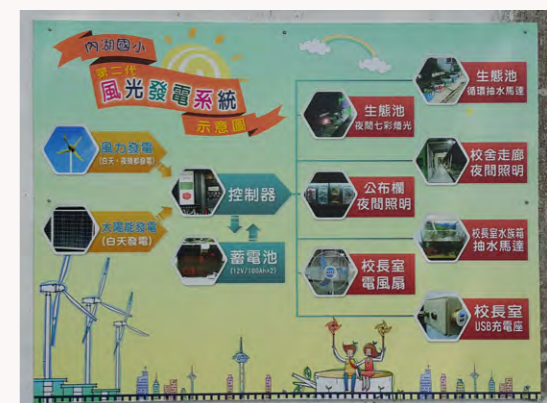 內湖國小
第二代
風光發電系統
示意圖
風力發電
(白天、夜晚都發電)
太陽能發電
(白天發電)
控制器
蓄電池
(12V/100AH×2)
生態池
夜間七彩燈光
公布欄
夜間照明
校長室
電風扇
生態池
循環抽水馬達
校舍走廊
夜間照明
校長室水族箱
抽水馬達
校長室
USB充電座